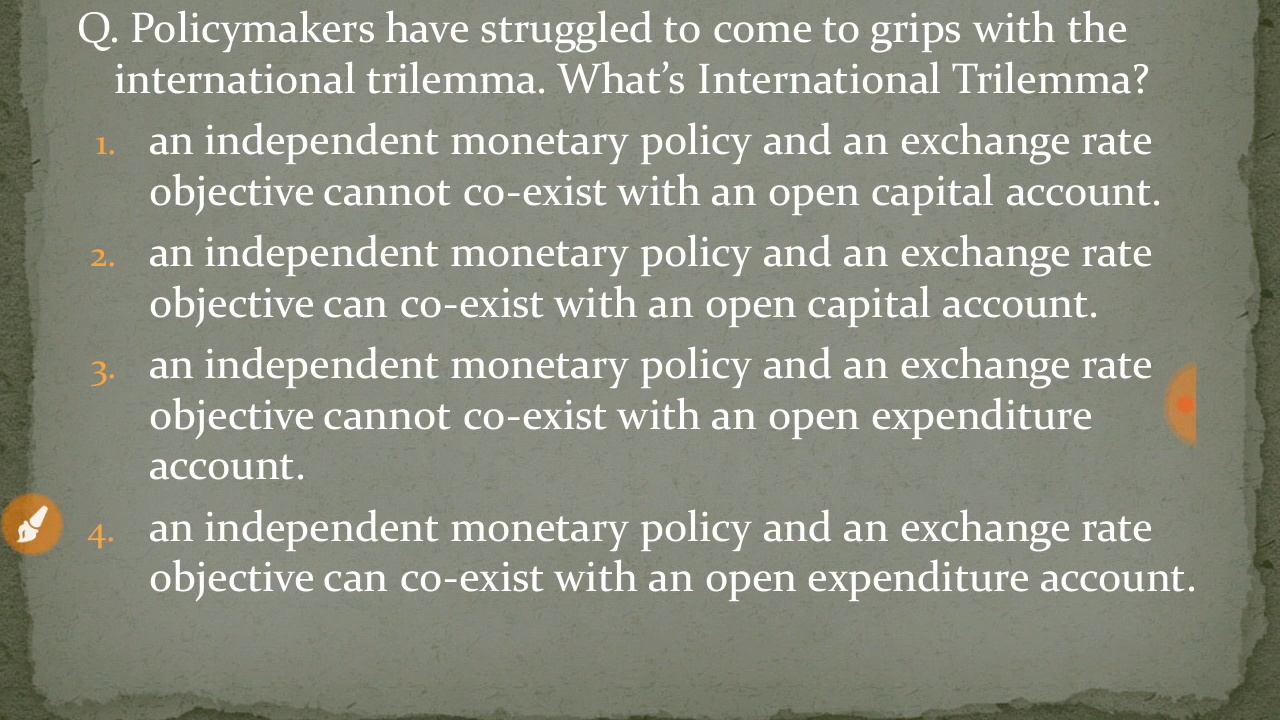 Q. Policymakers have struggled to come to grips with the
international trilemma. What’s International Trilemma?
1. an independent monetary policy and an exchange rate
objective cannot co-exist with an open capital account.
2. an independent monetary policy and an exchange rate
objective can co-exist with an open capital account.
3. an independent monetary policy and an exchange rate
objective cannot co-exist with an open expenditure
account.
4. an independent monetary policy and an exchange rate
objective can co-exist with an open expenditure account.